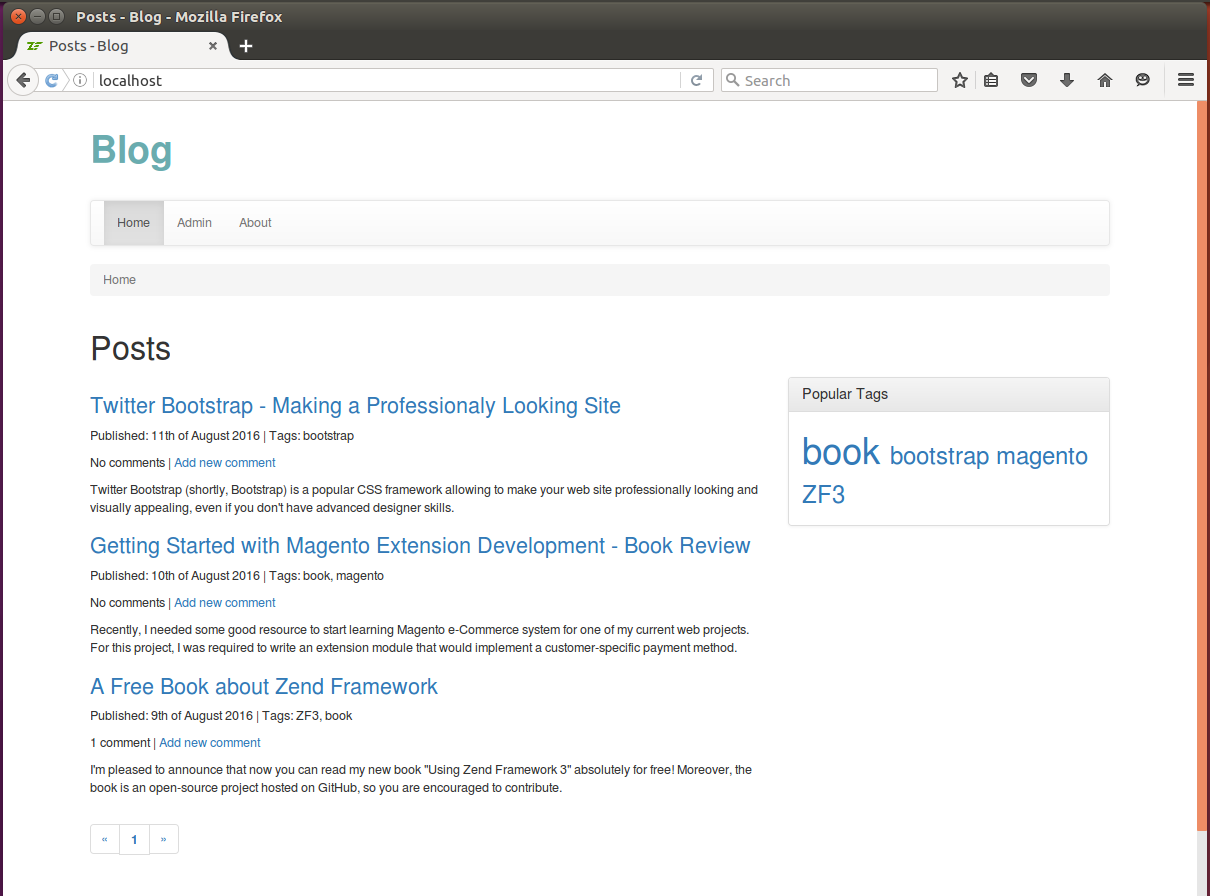 Posts - Blog - Mozilla Firefox
Posts - Blog
localhost
Search
Blog
Home Admin About
Home
Posts
Twitter Bootstrap - Making a Professionaly Looking Site
Published: 11th of August 2016 | Tags: bootstrap
No comments | Add new comment
Twitter Bootstrap (shortly, Bootstrap) is a popular CSS framework allowing to make your web site professionally looking and
visually appealing, even if you don't have advanced designer skills.
Getting Started with Magento Extension Development - Book Review
Published: 10th of August 2016 | Tags: book, magento
No comments | Add new comment
Recently, I needed some good resource to start learning Magento e-Commerce system for one of my current web projects.
For this project, I was required to write an extension module that would implement a customer-specific payment method.
A Free Book about Zend Framework
Published: 9th of August 2016 | Tags: ZF3, book
1 comment | Add new comment
I'm pleased to announce that now you can read my new book "Using Zend Framework 3" absolutely for free! Moreover, the
book is an open-source project hosted on GitHub, so you are encouraged to contribute.
« 1 »
Popular Tags
book bootstrap magento
ZF3